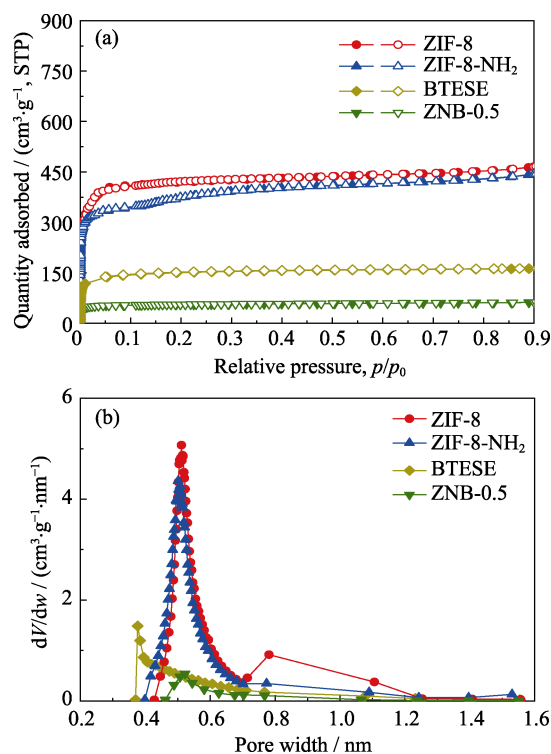 (a)
ZIF-8
ZIF-8-NH₂
BTESE
ZNB-0.5
Quantity adsorbed / (cm³·g⁻¹, STP)
900
750
600
450
300
150
0
0 0.1 0.2 0.3 0.4 0.5 0.6 0.7 0.8 0.9
Relative pressure, p/p₀
(b)
ZIF-8
ZIF-8-NH₂
BTESE
ZNB-0.5
dV/dw / (cm³·g⁻¹·nm⁻¹)
6
4
2
0
0.2 0.4 0.6 0.8 1.0 1.2 1.4 1.6
Pore width / nm